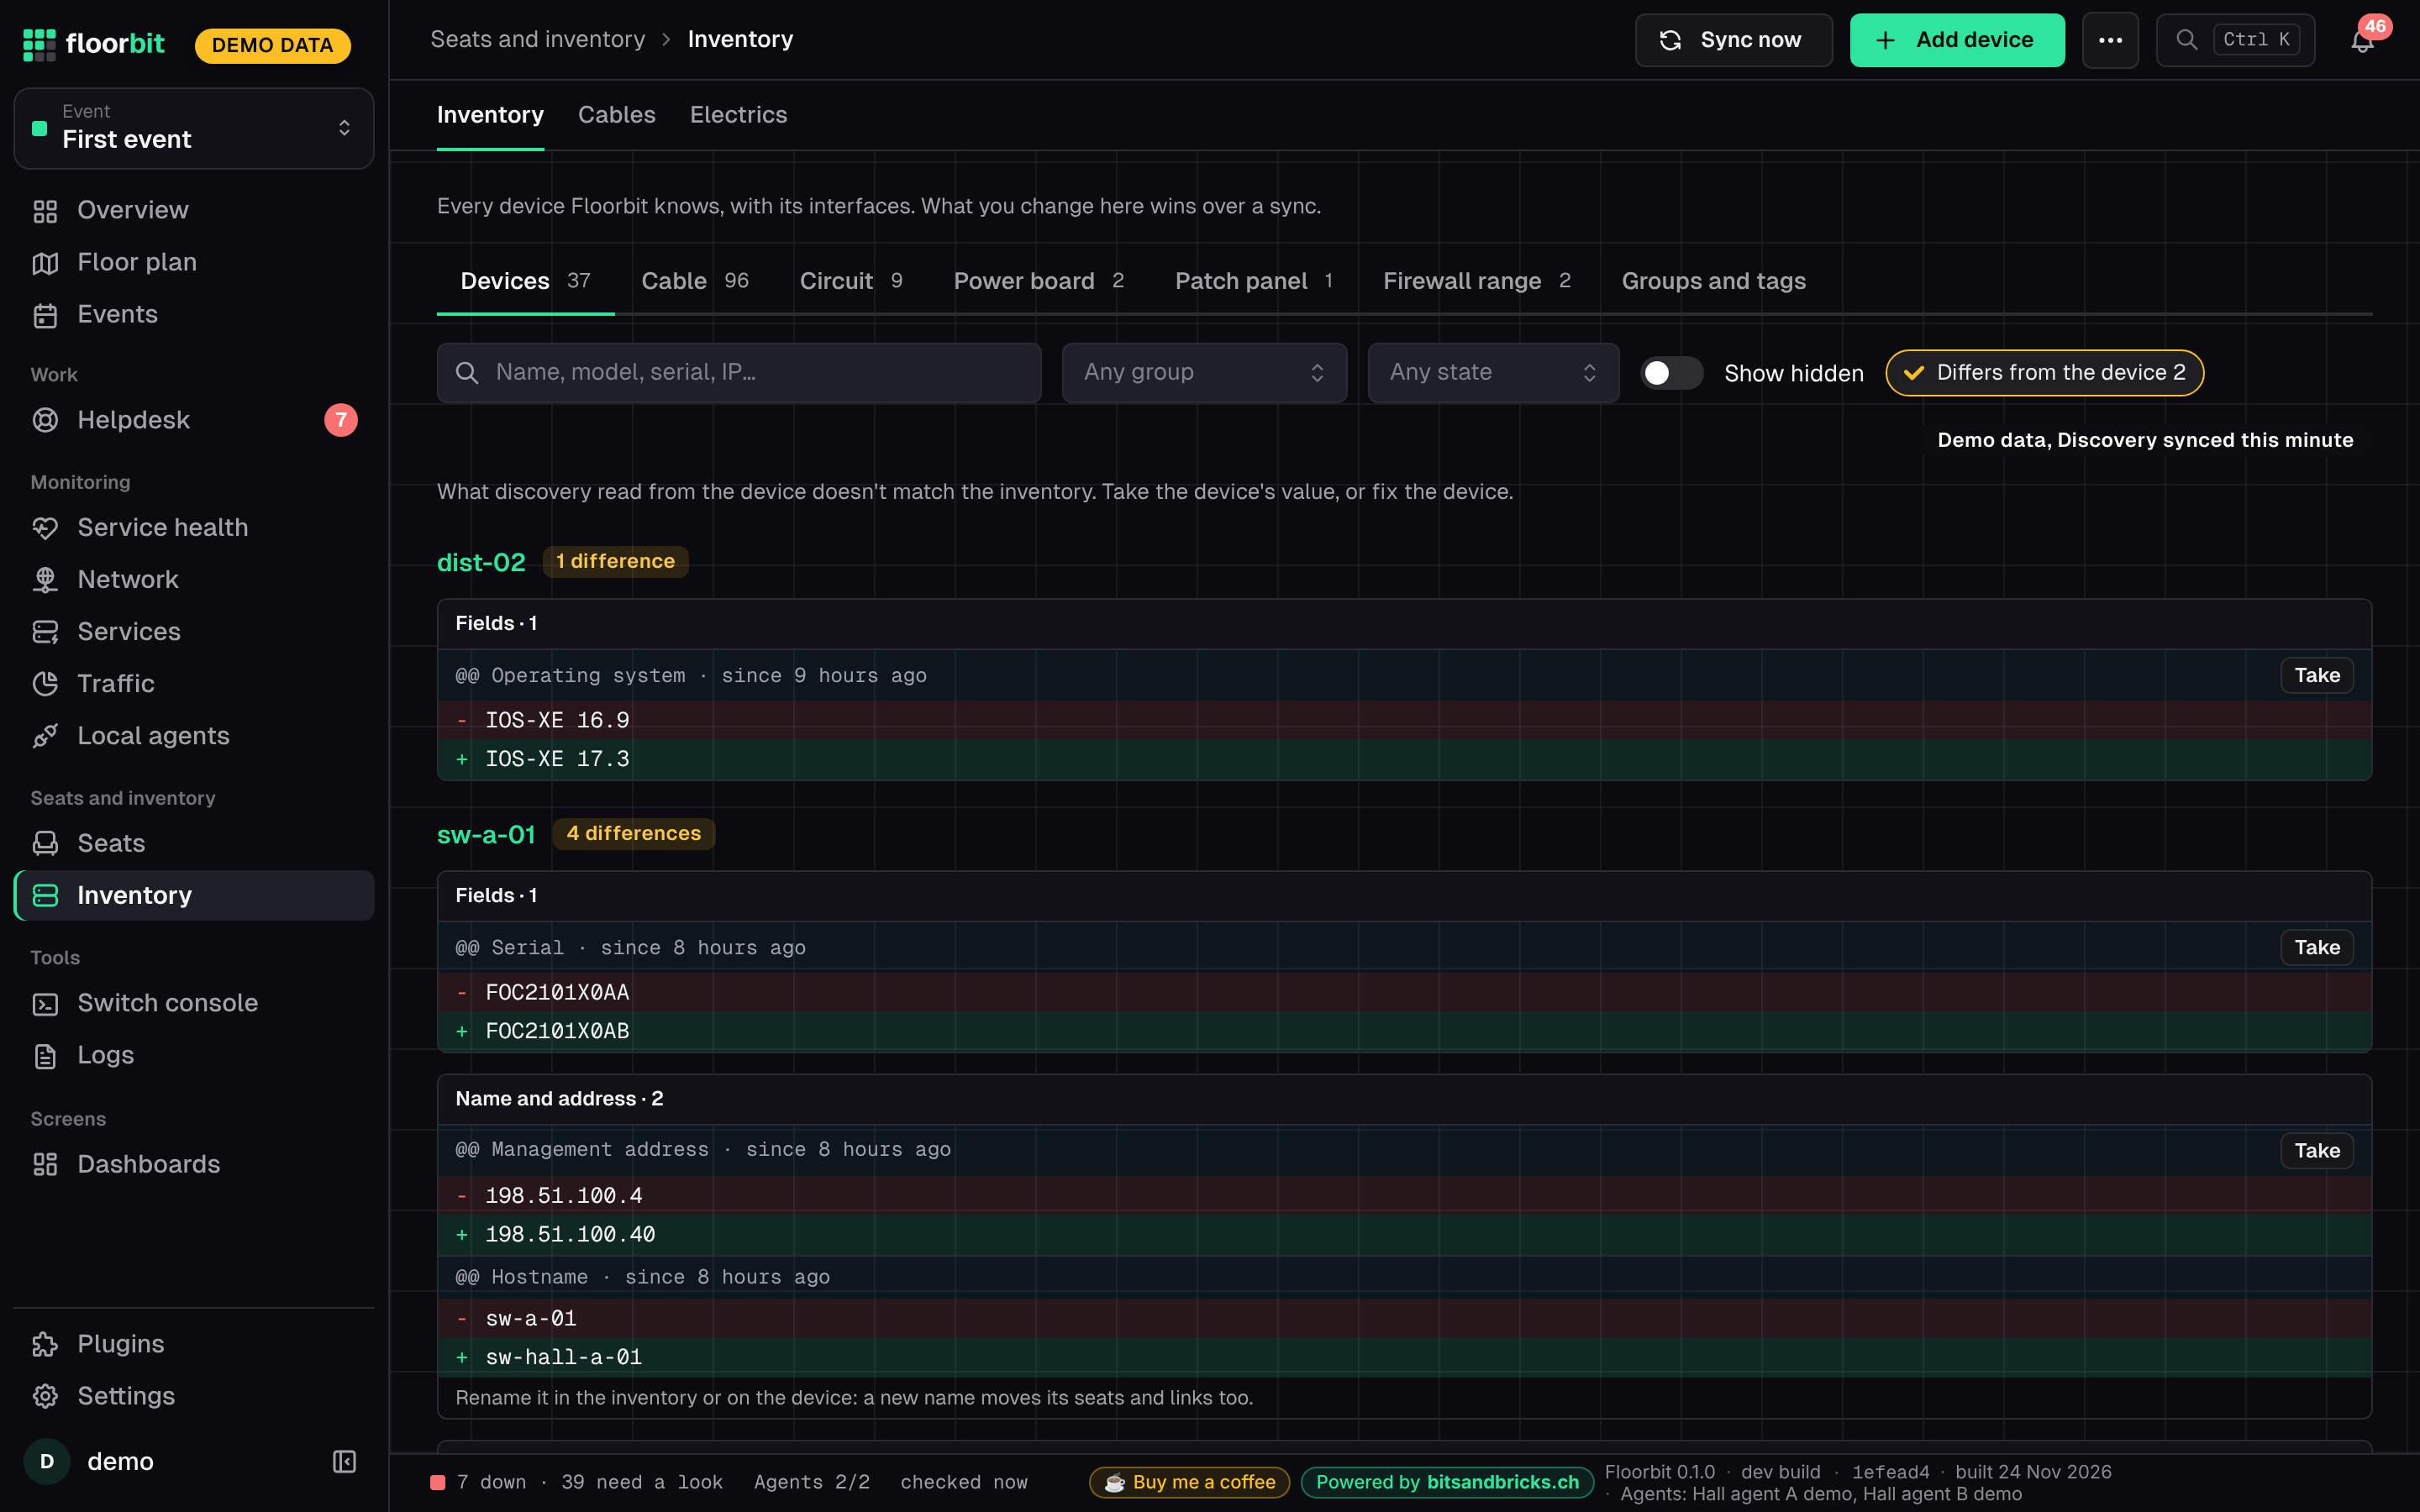 floorbit DEMO DATA
Event
First event
Overview
Floor plan
Events
Work
Helpdesk 7
Monitoring
Service health
Network
Services
Traffic
Local agents
Seats and inventory
Seats
Inventory
Tools
Switch console
Logs
Screens
Dashboards
Plugins
Settings
D demo
Seats and inventory > Inventory
Sync now
+ Add device
Ctrl K
46
Inventory Cables Electrics
Every device Floorbit knows, with its interfaces. What you change here wins over a sync.
Devices 37 Cable 96 Circuit 9 Power board 2 Patch panel 1 Firewall range 2 Groups and tags
Name, model, serial, IP… Any group Any state Show hidden Differs from the device 2
Demo data, Discovery synced this minute
What discovery read from the device doesn't match the inventory. Take the device's value, or fix the device.
dist-02 1 difference
Fields · 1
@@ Operating system · since 9 hours ago Take
- IOS-XE 16.9
+ IOS-XE 17.3
sw-a-01 4 differences
Fields · 1
@@ Serial · since 8 hours ago Take
- FOC2101X0AA
+ FOC2101X0AB
Name and address · 2
@@ Management address · since 8 hours ago Take
- 198.51.100.4
+ 198.51.100.40
@@ Hostname · since 8 hours ago
- sw-a-01
+ sw-hall-a-01
Rename it in the inventory or on the device: a new name moves its seats and links too.
7 down · 39 need a look Agents 2/2 checked now
☕ Buy me a coffee
Powered by bitsandbricks.ch
Floorbit 0.1.0 · dev build · 1efead4 · built 24 Nov 2026
· Agents: Hall agent A demo, Hall agent B demo